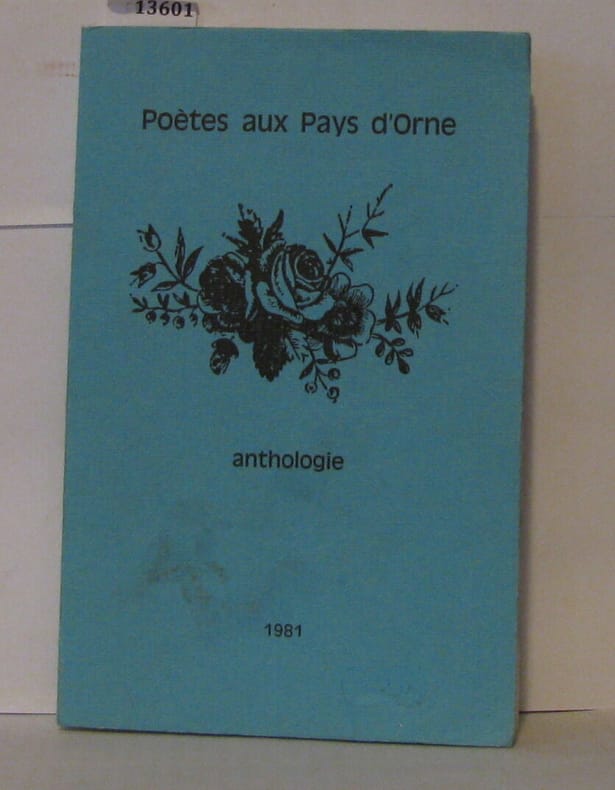 13601
Poètes aux Pays d'Orne
anthologie
1981